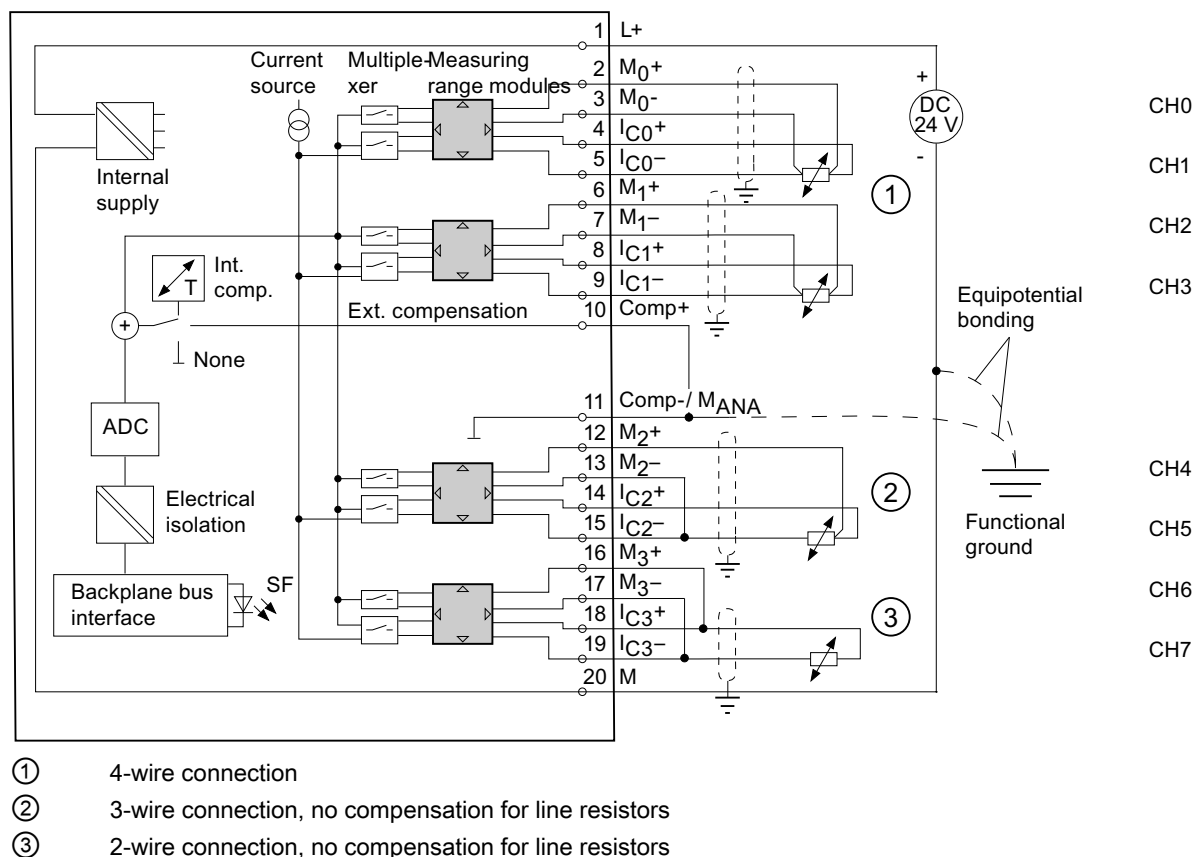 1 L+
Current source
Multiple-xer
Measuring range modules
2 M0+
3 M0-
4 IC0+
5 IC0−
6 M1+
7 M1−
8 IC1+
9 IC1−
10 Comp+
11 Comp-/ MANA
12 M2+
13 M2−
14 IC2+
15 IC2−
16 M3+
17 M3−
18 IC3+
19 IC3−
20 M
Internal supply
T
Int. comp.
Ext. compensation
+
None
ADC
Electrical isolation
Backplane bus interface
SF
+
DC 24 V
-
①
②
③
Equipotential bonding
Functional ground
CH0
CH1
CH2
CH3
CH4
CH5
CH6
CH7
① 4-wire connection
② 3-wire connection, no compensation for line resistors
③ 2-wire connection, no compensation for line resistors